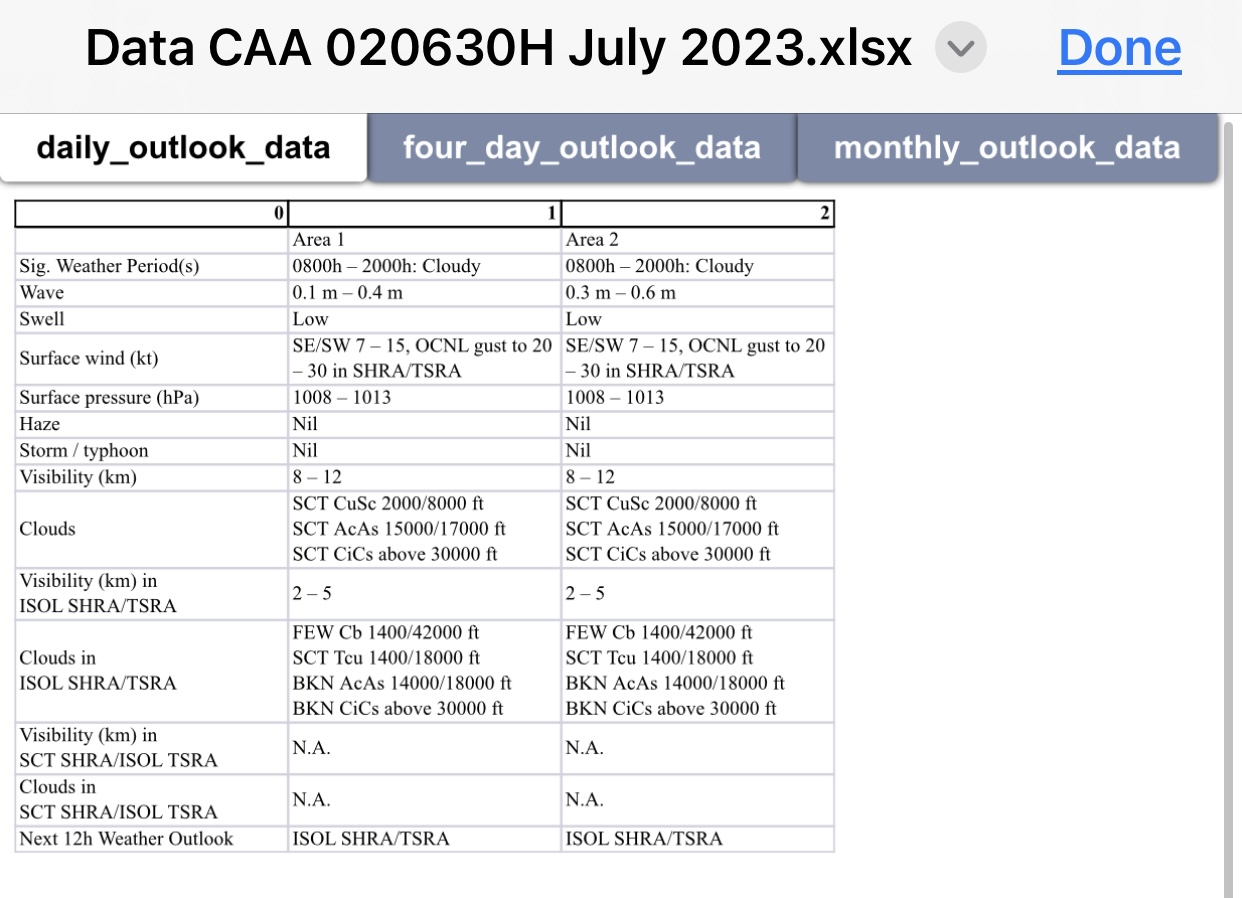 Data CAA 020630H July 2023.xlsx
Done
daily_outlook_data
four_day_outlook_data
monthly_outlook_data
0 1 2
Area 1 Area 2
Sig. Weather Period(s) 0800h – 2000h: Cloudy 0800h – 2000h: Cloudy
Wave 0.1 m – 0.4 m 0.3 m – 0.6 m
Swell Low Low
Surface wind (kt)
SE/SW 7 – 15, OCNL gust to 20
– 30 in SHRA/TSRA
SE/SW 7 – 15, OCNL gust to 20
– 30 in SHRA/TSRA
Surface pressure (hPa) 1008 – 1013 1008 – 1013
Haze Nil Nil
Storm / typhoon Nil Nil
Visibility (km) 8 – 12 8 – 12
Clouds
SCT CuSc 2000/8000 ft
SCT AcAs 15000/17000 ft
SCT CiCs above 30000 ft
SCT CuSc 2000/8000 ft
SCT AcAs 15000/17000 ft
SCT CiCs above 30000 ft
Visibility (km) in
ISOL SHRA/TSRA
2 – 5
2 – 5
Clouds in
ISOL SHRA/TSRA
FEW Cb 1400/42000 ft
SCT Tcu 1400/18000 ft
BKN AcAs 14000/18000 ft
BKN CiCs above 30000 ft
FEW Cb 1400/42000 ft
SCT Tcu 1400/18000 ft
BKN AcAs 14000/18000 ft
BKN CiCs above 30000 ft
Visibility (km) in
SCT SHRA/ISOL TSRA
N.A.
N.A.
Clouds in
SCT SHRA/ISOL TSRA
N.A.
N.A.
Next 12h Weather Outlook ISOL SHRA/TSRA ISOL SHRA/TSRA